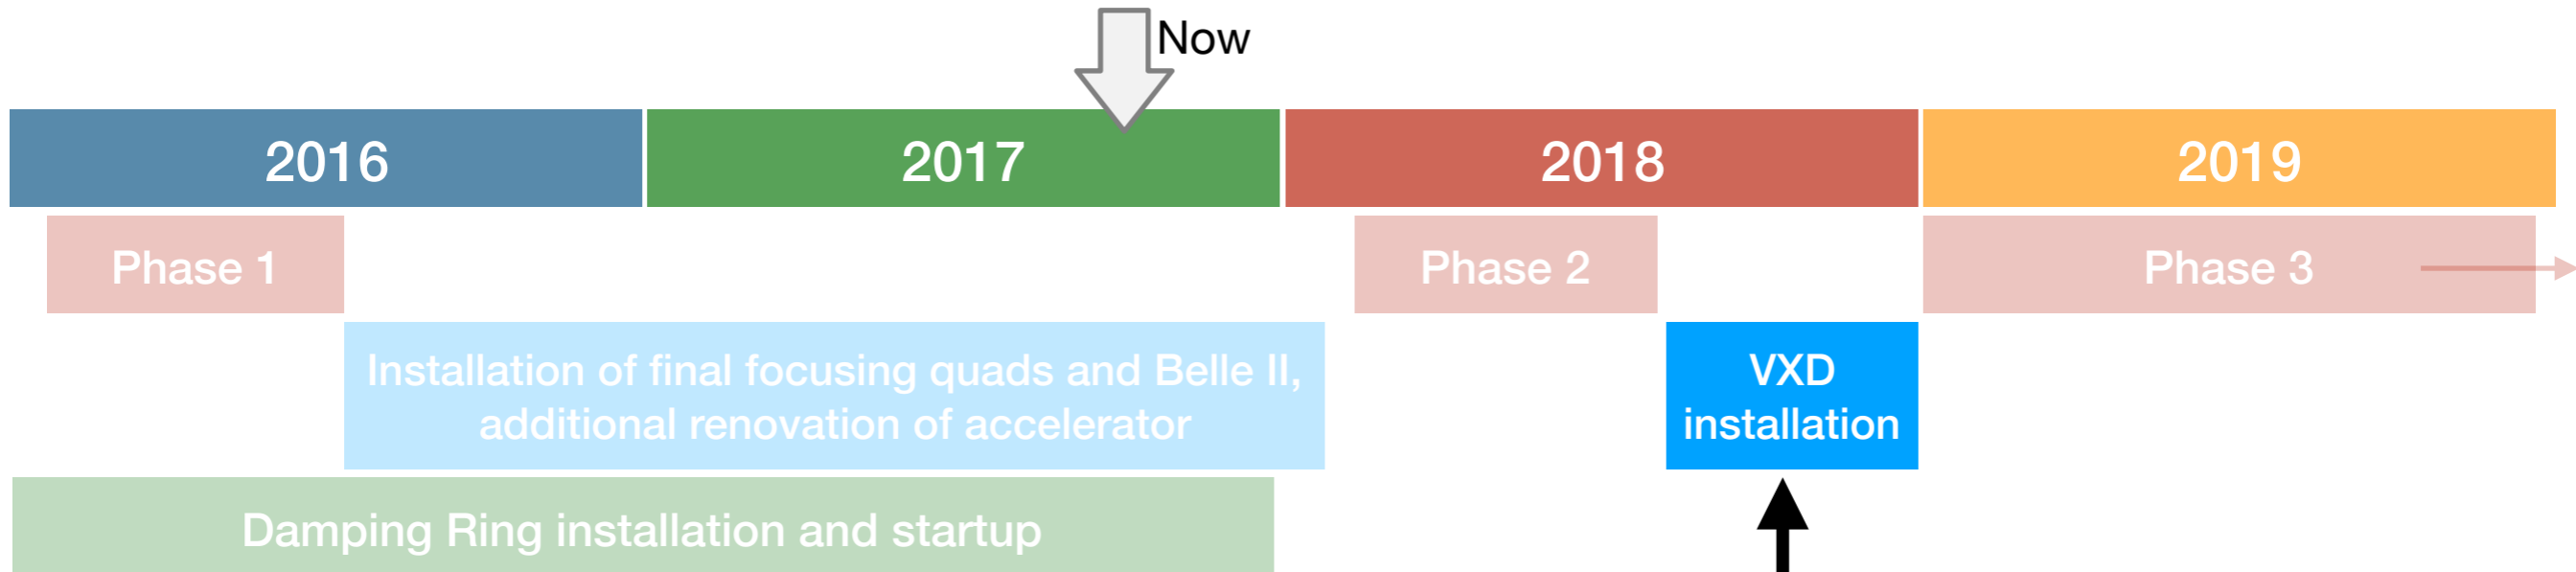 Now
2016 2017 2018 2019
Phase 1 Phase 2 Phase 3
Installation of final focusing quads and Belle II,
additional renovation of accelerator
VXD
installation
Damping Ring installation and startup